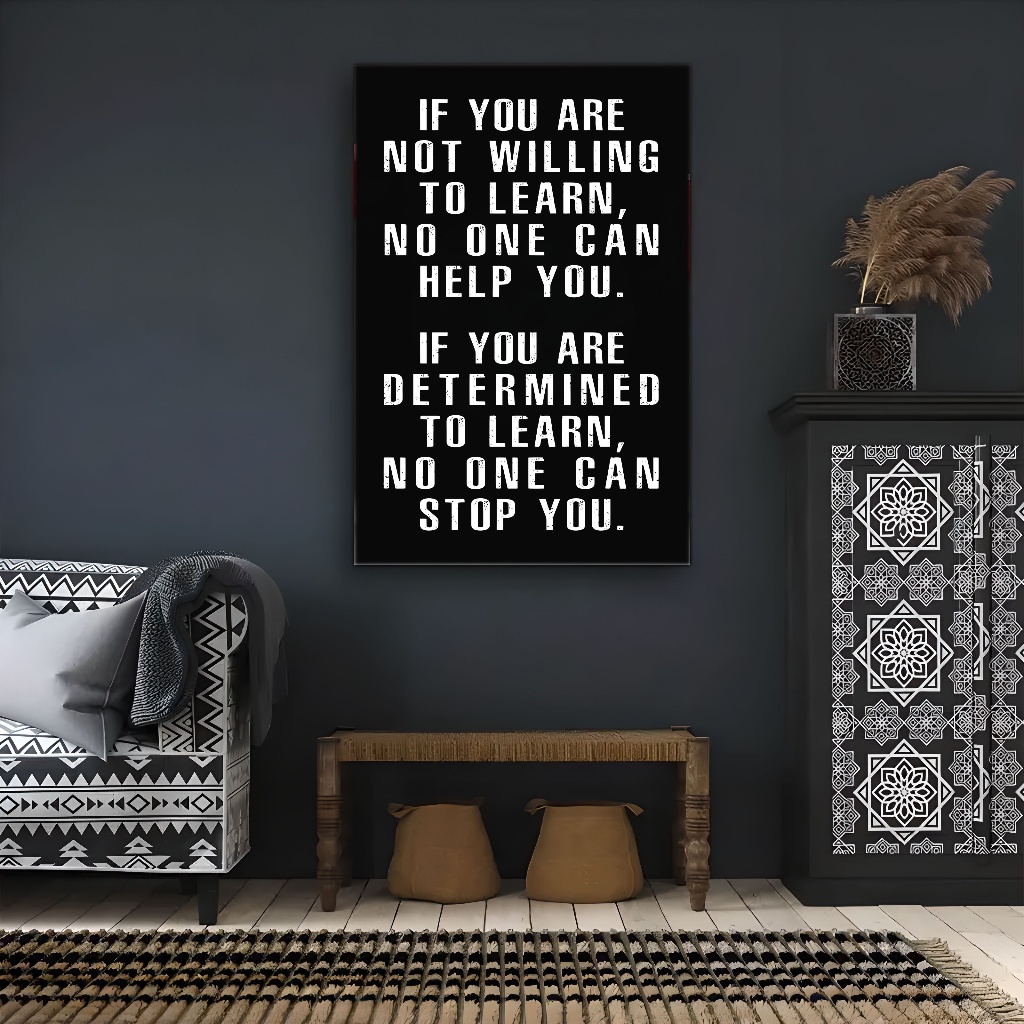 IF YOU ARE
NOT WILLING
TO LEARN,
NO ONE CAN
HELP YOU.
IF YOU ARE
DETERMINED
TO LEARN,
NO ONE CAN
STOP YOU.